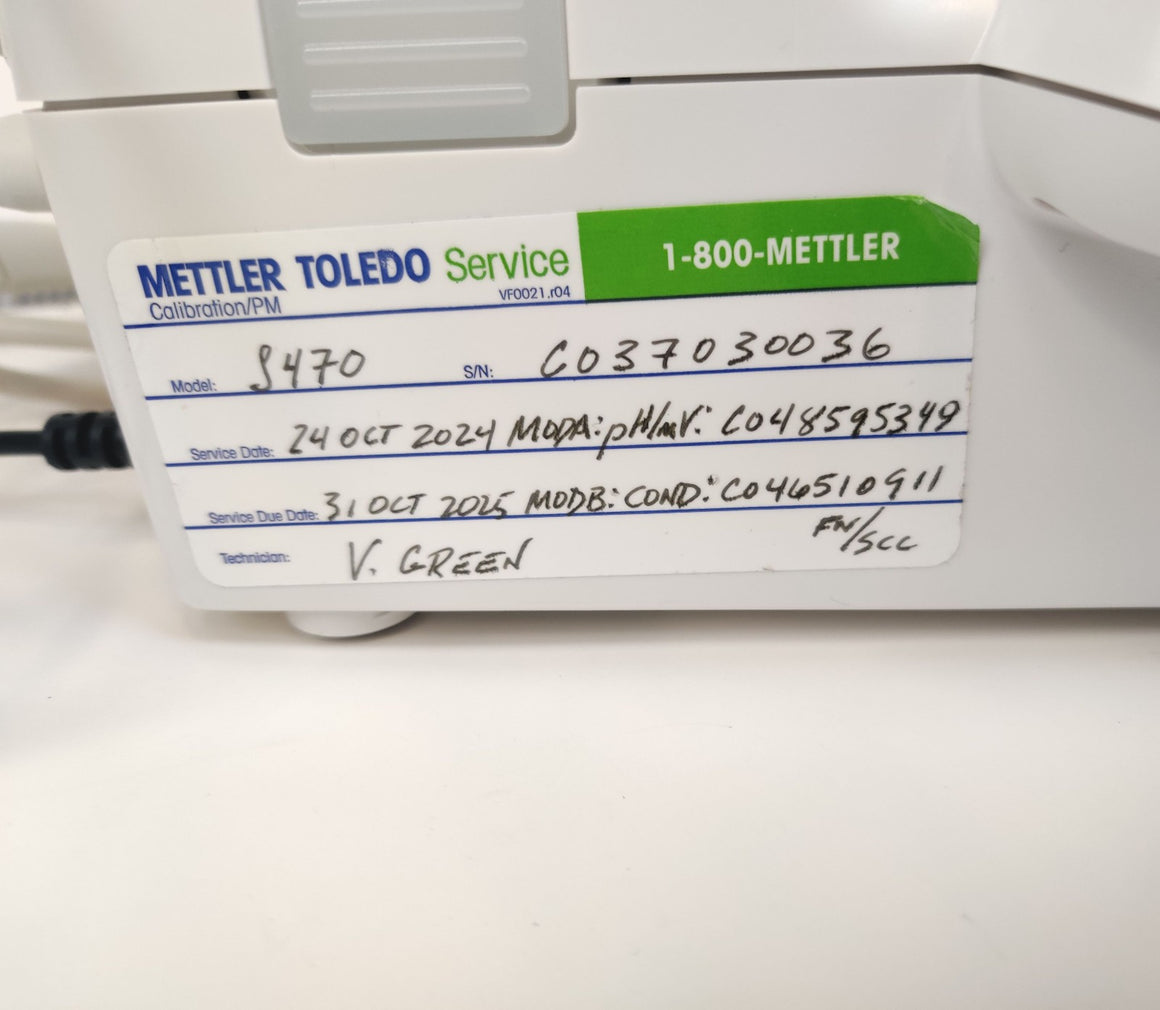 METTLER TOLEDO Service 1-800-METTLER
Calibration/PM VF0021.r04
Model: S470 S/N: C037030036
Service Date: 24 OCT 2024 MODA: pH/mV: C048595349
Service Due Date: 31 OCT 2025 MODB: COND: C046510911
Technician: V. GREEN FW/SCC